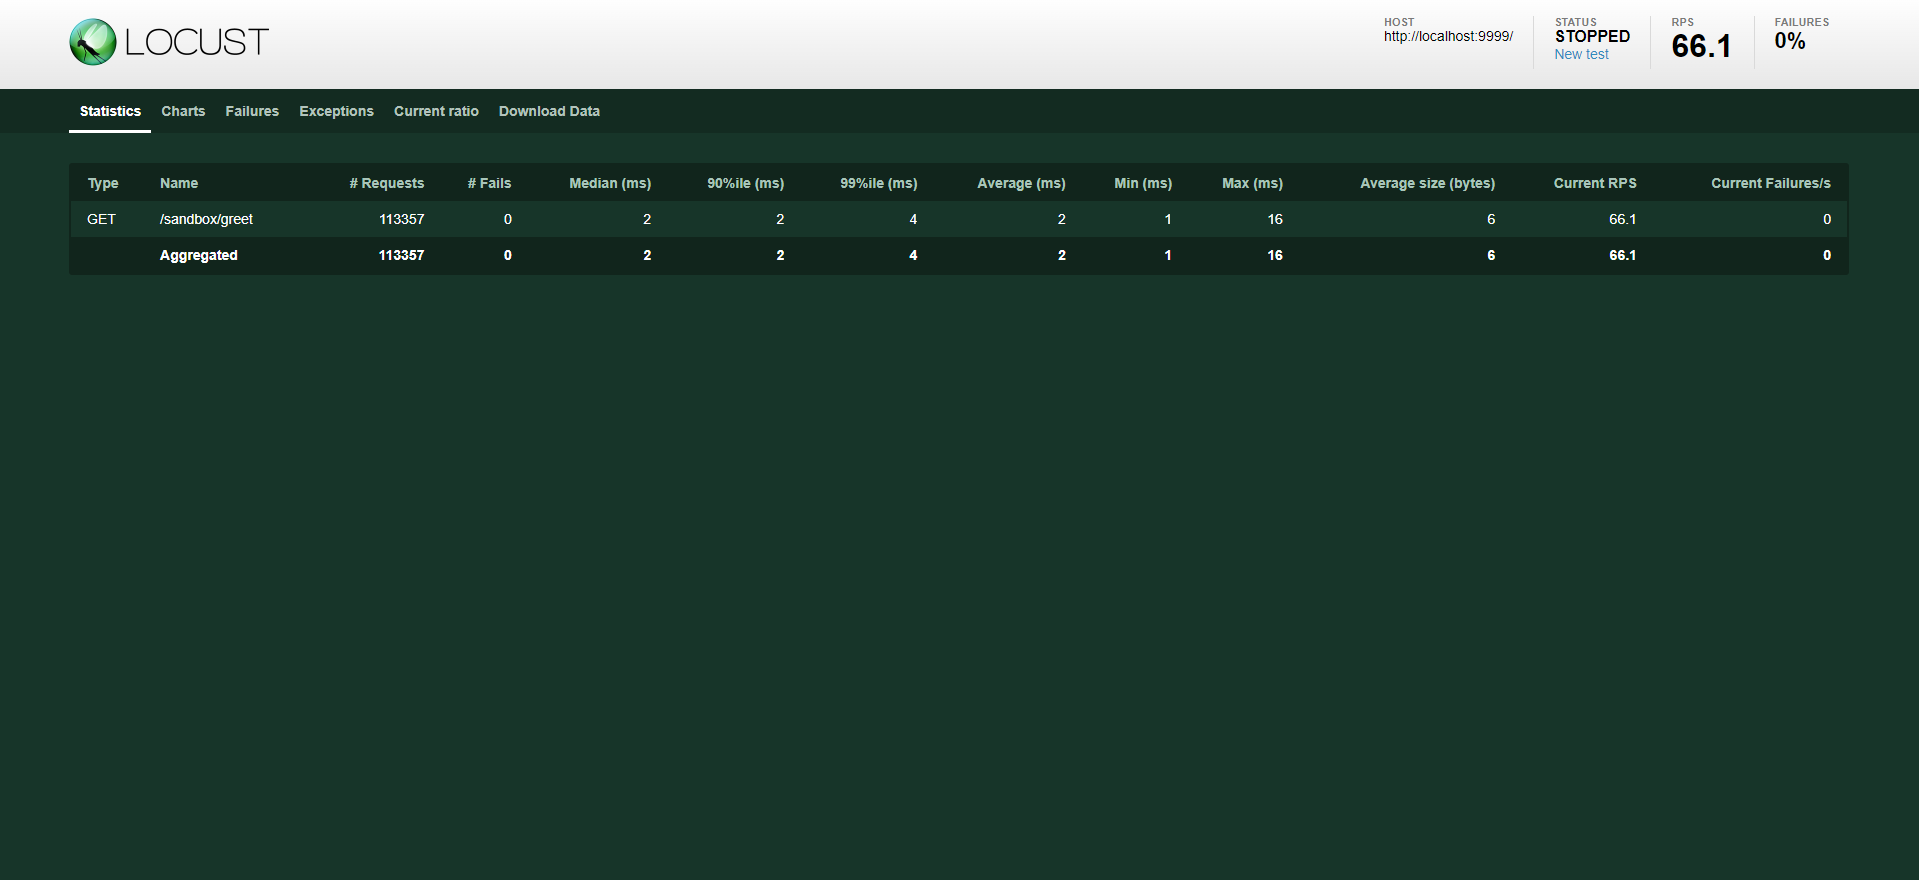 LOCUST
HOST
http://localhost:9999/
STATUS
STOPPED
New test
RPS
66.1
FAILURES
0%
Statistics Charts Failures Exceptions Current ratio Download Data
Type Name # Requests # Fails Median (ms) 90%ile (ms) 99%ile (ms) Average (ms) Min (ms) Max (ms) Average size (bytes) Current RPS Current Failures/s
GET /sandbox/greet 113357 0 2 2 4 2 1 16 6 66.1 0
Aggregated 113357 0 2 2 4 2 1 16 6 66.1 0